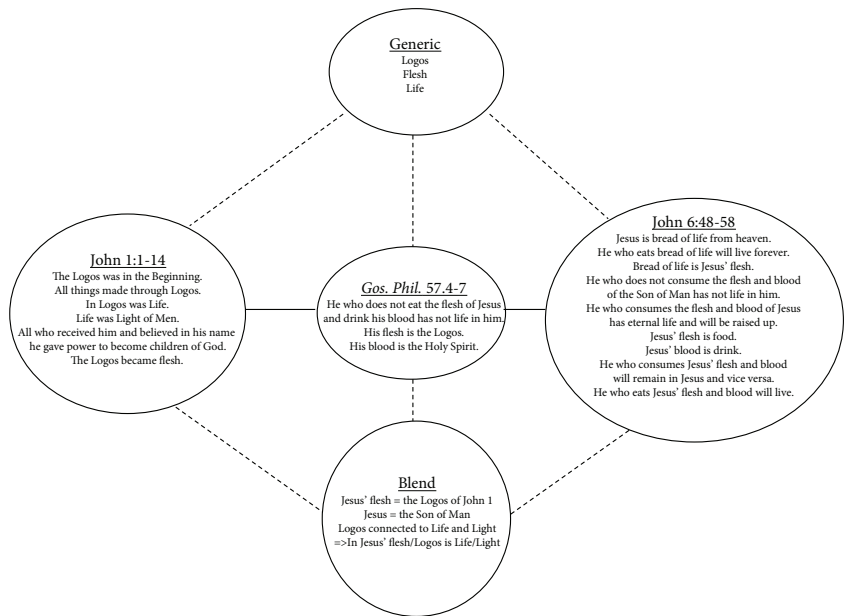 Generic
Logos
Flesh
Life
John 1:1-14
The Logos was in the Beginning.
All things made through Logos.
In Logos was Life.
Life was Light of Men.
All who received him and believed in his name
he gave power to become children of God.
The Logos became flesh.
Gos. Phil. 57.4-7
He who does not eat the flesh of Jesus
and drink his blood has not life in him.
His flesh is the Logos.
His blood is the Holy Spirit.
John 6:48-58
Jesus is bread of life from heaven.
He who eats bread of life will live forever.
Bread of life is Jesus’ flesh.
He who does not consume the flesh and blood
of the Son of Man has not life in him.
He who consumes the flesh and blood of Jesus
has eternal life and will be raised up.
Jesus’ flesh is food.
Jesus’ blood is drink.
He who consumes Jesus’ flesh and blood
will remain in Jesus and vice versa.
He who eats Jesus’ flesh and blood will live.
Blend
Jesus’ flesh = the Logos of John 1
Jesus = the Son of Man
Logos connected to Life and Light
=>In Jesus’ flesh/Logos is Life/Light